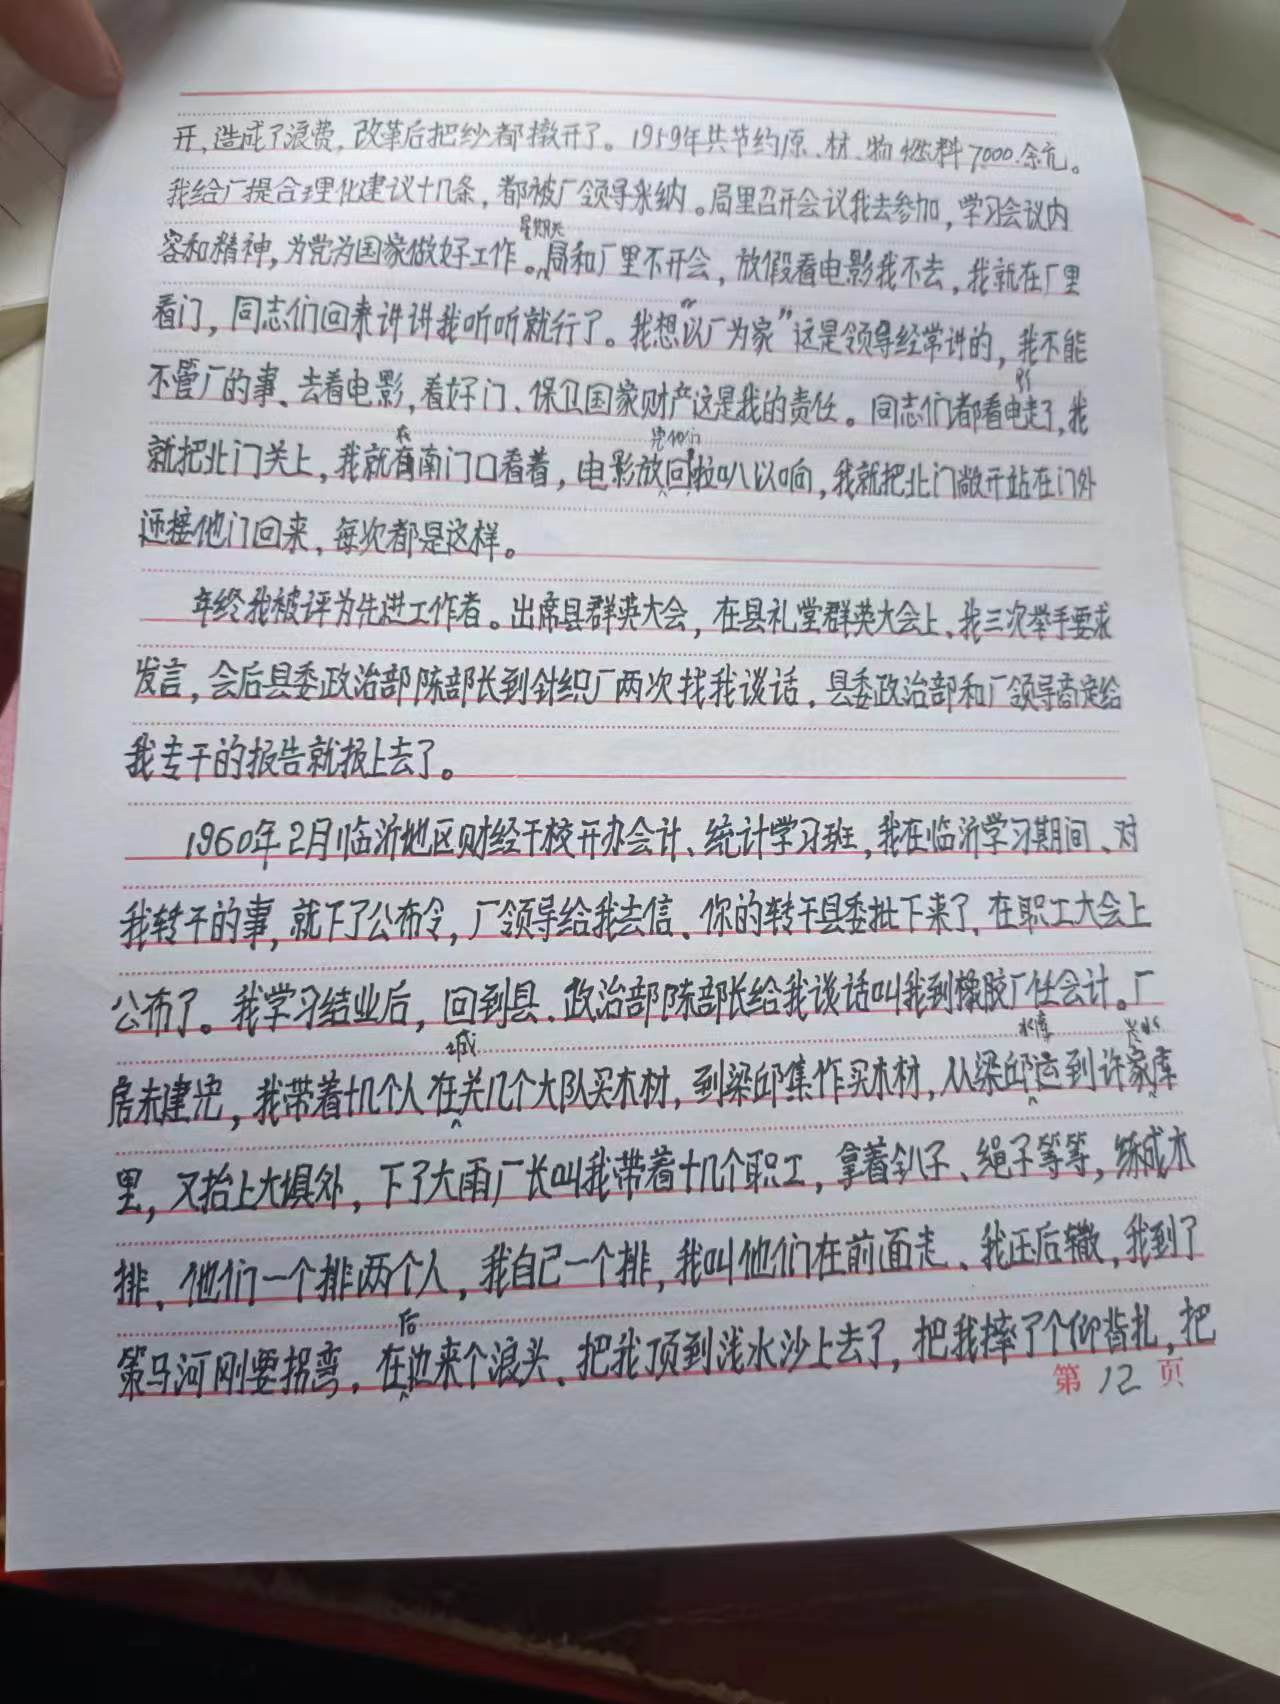 开,造成了浪费,改革后把纱都撤开了。1959年共节约原、材、物燃料7000余元。
我给厂提合理化建议十几条,都被厂领导采纳。局里召开会议我去参加,学习会议内
容和精神,为党为国家做好工作。星期天局和厂里不开会,放假看电影我不去,我就在厂里
看门,同志们回来讲讲我听听就行了。我想“以厂为家”这是领导经常讲的,我不能
不管厂的事、去看电影,看好门、保卫国家财产这是我的责任。同志们都看电影走了,我
就把北门关上,我就在南门口看着,电影放完他们回拉叭以响,我就把北门敞开站在门外
迎接他门回来,每次都是这样。
年终我被评为先进工作者。出席县群英大会,在县礼堂群英大会上、我三次举手要求
发言,会后县委政治部陈部长到针织厂两次找我谈话.县委政治部和厂领导商定给
我专干的报告就报上去了。
1960年2月临沂地区财经干校开办会计、统计学习班,我在临沂学习期间、对
我转干的事,就下了公布令,厂领导给我去信、你的转干县委批下来了.在职工大会上
公布了。我学习结业后,回到县.政治部陈部长给我谈话叫我到橡胶厂任会计。厂
房未建完,我带着十几个人在城关几个大队买木材,到梁邱集作买木材,从梁邱水库运到许家崖水库
里,又抬上大坝外,下了大雨厂长叫我带着十几个职工,拿着钊子、绳子等等,练成木
排、他们一个排两个人,我自己一个排,我叫他们在前面走、我压后辙,我到了
策马河刚要拐弯,在后边来个浪头、把我顶到浅水沙上去了,把我摔了个仰背扎,把
第12页